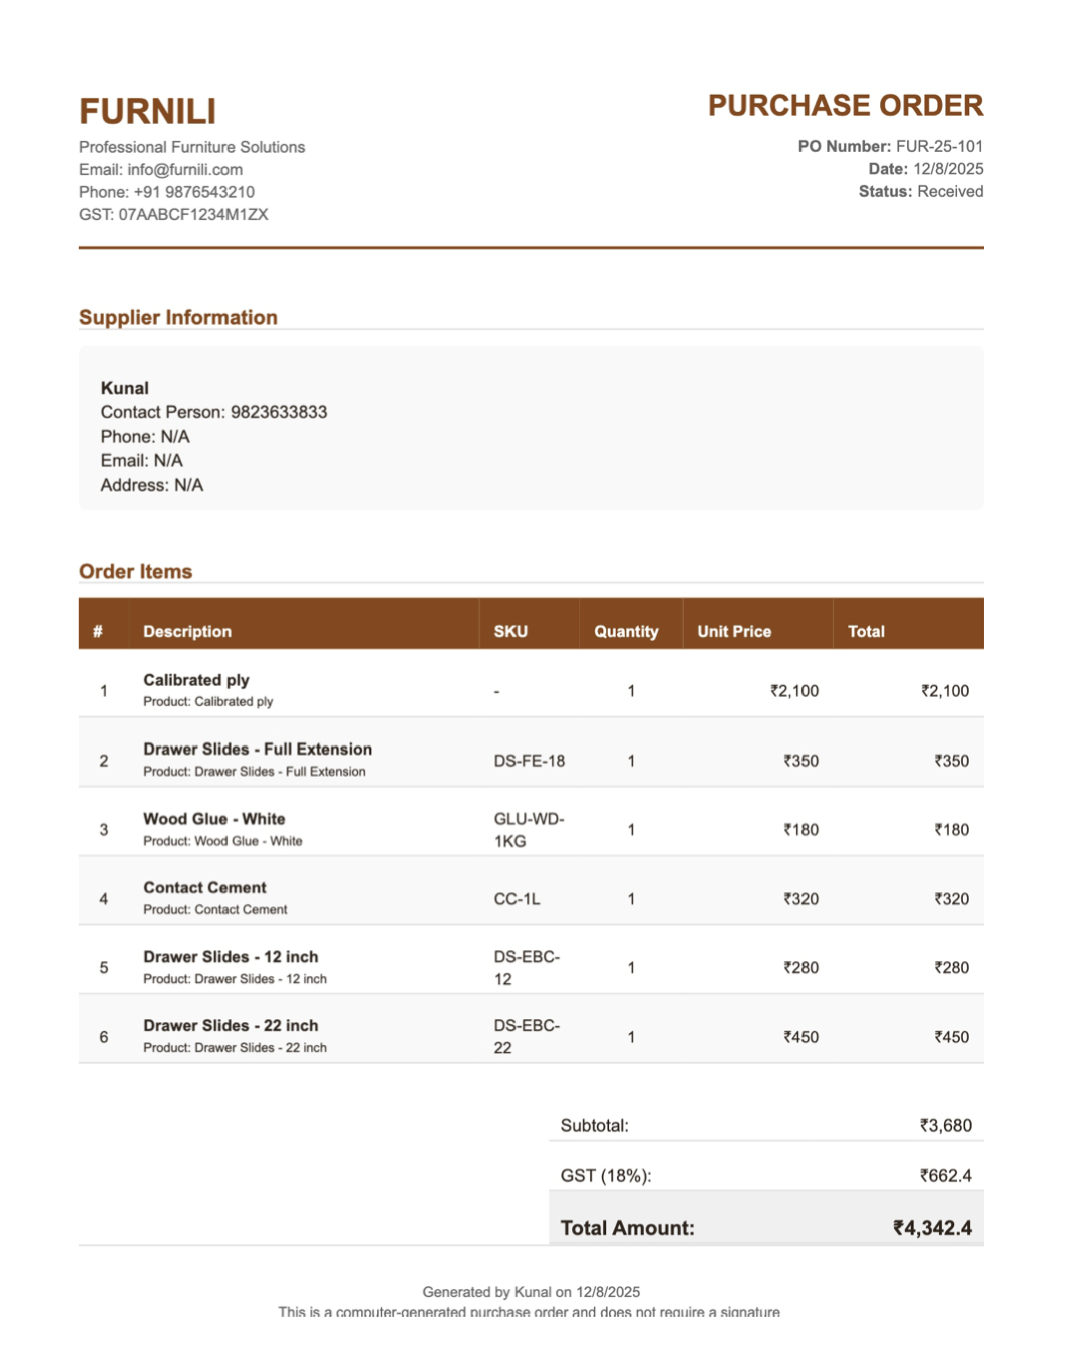 FURNILI
Professional Furniture Solutions
Email: info@furnili.com
Phone: +91 9876543210
GST: 07AABCF1234M1ZX
PURCHASE ORDER
PO Number: FUR-25-101
Date: 12/8/2025
Status: Received
Supplier Information
Kunal
Contact Person: 9823633833
Phone: N/A
Email: N/A
Address: N/A
Order Items
# Description SKU Quantity Unit Price Total
1 Calibrated ply - 1 ₹2,100 ₹2,100
Product: Calibrated ply
2 Drawer Slides - Full Extension DS-FE-18 1 ₹350 ₹350
Product: Drawer Slides - Full Extension
3 Wood Glue - White GLU-WD- 1 ₹180 ₹180
Product: Wood Glue - White 1KG
4 Contact Cement CC-1L 1 ₹320 ₹320
Product: Contact Cement
5 Drawer Slides - 12 inch DS-EBC- 1 ₹280 ₹280
Product: Drawer Slides - 12 inch 12
6 Drawer Slides - 22 inch DS-EBC- 1 ₹450 ₹450
Product: Drawer Slides - 22 inch 22
Subtotal: ₹3,680
GST (18%): ₹662.4
Total Amount: ₹4,342.4
Generated by Kunal on 12/8/2025
This is a computer-generated purchase order and does not require a signature